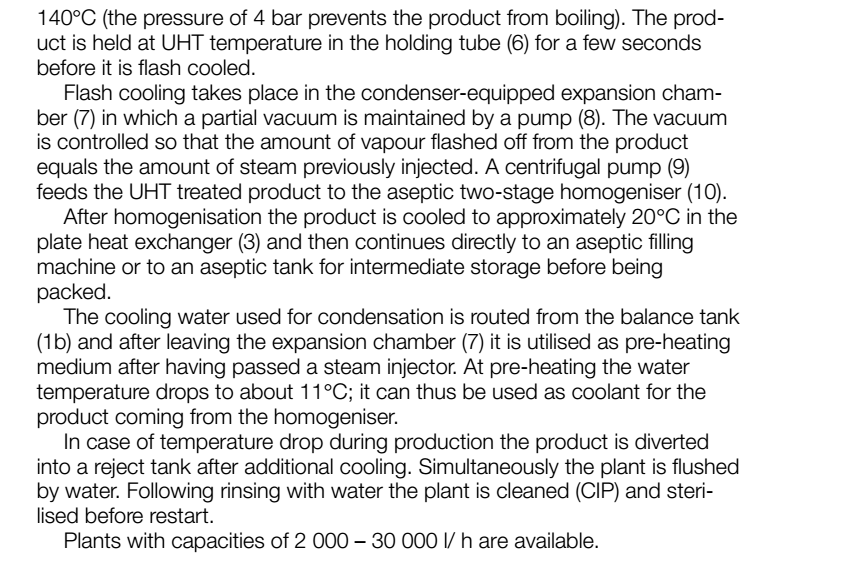 140°C (the pressure of 4 bar prevents the product from boiling). The prod-
uct is held at UHT temperature in the holding tube (6) for a few seconds
before it is flash cooled.
Flash cooling takes place in the condenser-equipped expansion cham-
ber (7) in which a partial vacuum is maintained by a pump (8). The vacuum
is controlled so that the amount of vapour flashed off from the product
equals the amount of steam previously injected. A centrifugal pump (9)
feeds the UHT treated product to the aseptic two-stage homogeniser (10).
After homogenisation the product is cooled to approximately 20°C in the
plate heat exchanger (3) and then continues directly to an aseptic filling
machine or to an aseptic tank for intermediate storage before being
packed.
The cooling water used for condensation is routed from the balance tank
(1b) and after leaving the expansion chamber (7) it is utilised as pre-heating
medium after having passed a steam injector. At pre-heating the water
temperature drops to about 11°C; it can thus be used as coolant for the
product coming from the homogeniser.
In case of temperature drop during production the product is diverted
into a reject tank after additional cooling. Simultaneously the plant is flushed
by water. Following rinsing with water the plant is cleaned (CIP) and steri-
lised before restart.
Plants with capacities of 2 000 – 30 000 l/ h are available.